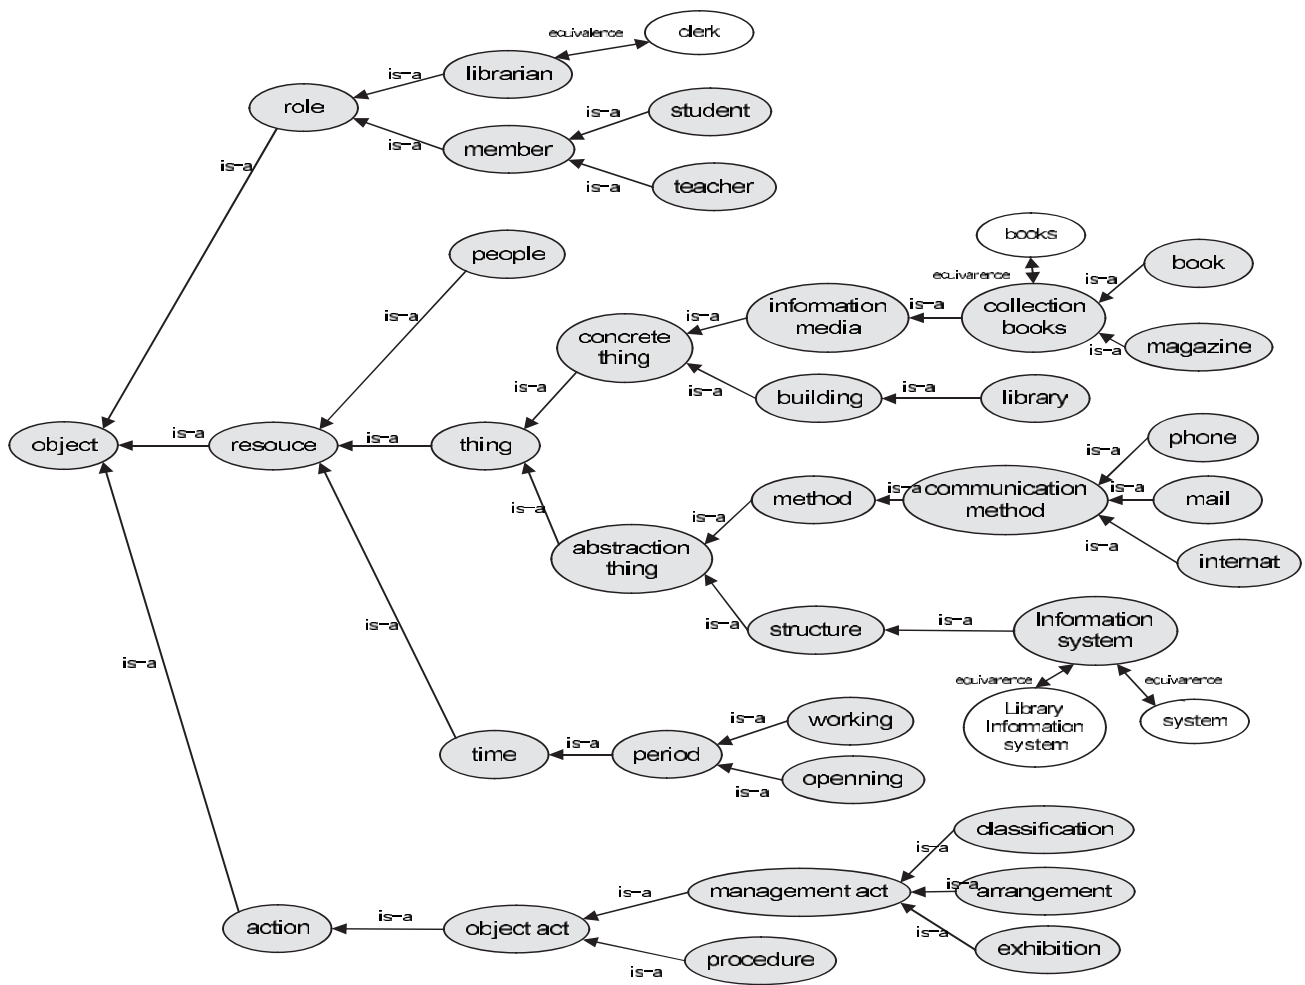 clerk
equivalence
is-a
librarian
role
is-a
student
is-a
member
is-a
is-a
teacher
people
is-a
books
equivarence
is-a
book
information
media
is-a
collection
books
is-a
magazine
concrete
thing
is-a
is-a
building
is-a
library
is-a
object
is-a
resouce
is-a
thing
is-a
phone
is-a
method
is-a
communication
method
is-a
mail
is-a
internat
is-a
abstraction
thing
is-a
structure
is-a
Information
system
equivarence
Library
Information
system
equivarence
system
is-a
is-a
time
is-a
period
is-a
working
is-a
openning
is-a
classification
is-a
management act
is-a
arrangement
is-a
exhibition
action
is-a
object act
is-a
is-a
procedure